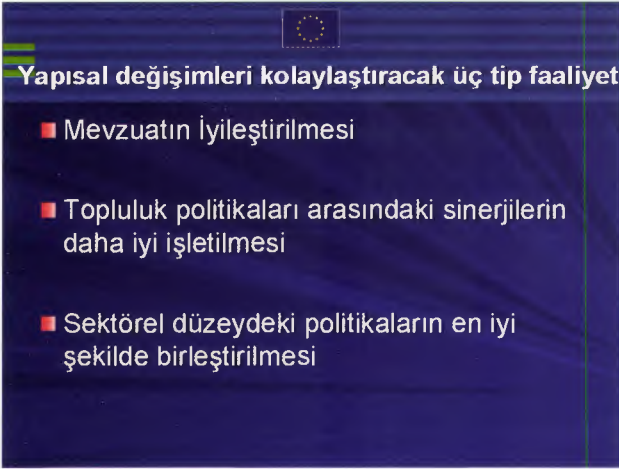 Yapısal değişimleri kolaylaştıracak üç tip faaliyet
Mevzuatın İyileştirilmesi
Topluluk politikaları arasındaki sinerjilerin
daha iyi işletilmesi
Sektörel düzeydeki politikaların en iyi
şekilde birleştirilmesi